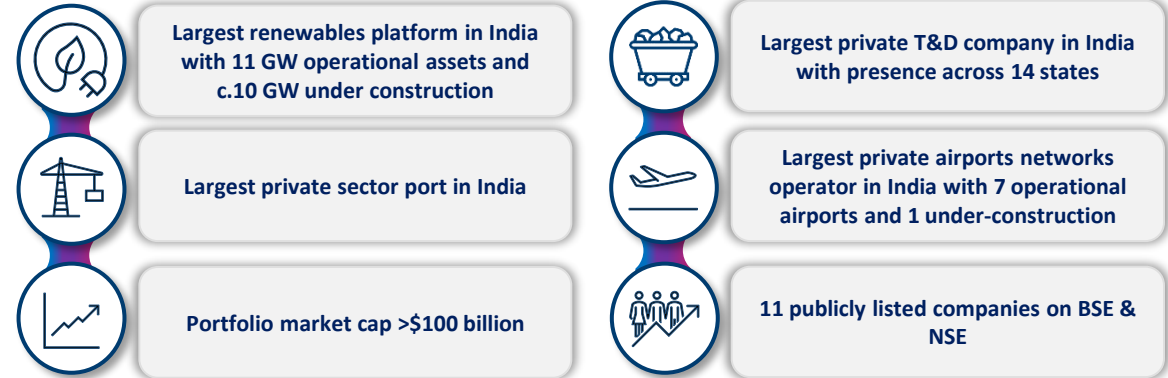 Largest renewables platform in India
with 11 GW operational assets and
c.10 GW under construction
Largest private sector port in India
Portfolio market cap >$100 billion
Largest private T&D company in India
with presence across 14 states
Largest private airports networks
operator in India with 7 operational
airports and 1 under-construction
11 publicly listed companies on BSE &
NSE